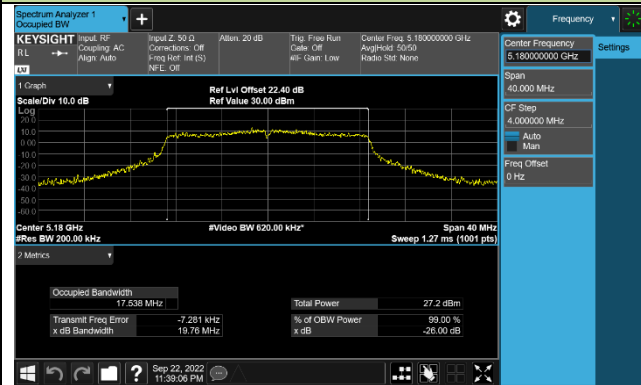 Spectrum Analyzer 1
Occupied BW
+
Frequency
KEYSIGHT
RL
LXI
Input: RF
Coupling: AC
Align: Auto
Input Z: 50 Ω
Corrections: Off
Freq Ref: Int (S)
NFE: Off
Atten: 20 dB
Trig: Free Run
Gate: Off
#IF Gain: Low
Center Freq: 5.180000000 GHz
Avg|Hold: 50/50
Radio Std: None
Center Frequency
5.180000000 GHz
Settings
Span
40.000 MHz
CF Step
4.000000 MHz
Auto
Man
Freq Offset
0 Hz
1 Graph
Scale/Div 10.0 dB
Ref Lvl Offset 22.40 dB
Ref Value 30.00 dBm
Log
20.0
10.0
0.00
-10.0
-20.0
-30.0
-40.0
-50.0
-60.0
Center 5.18 GHz
#Res BW 200.00 kHz
#Video BW 620.00 kHz*
Span 40 MHz
Sweep 1.27 ms (1001 pts)
2 Metrics
Occupied Bandwidth
17.538 MHz
Total Power 27.2 dBm
Transmit Freq Error -7.281 kHz
% of OBW Power 99.00 %
x dB Bandwidth 19.76 MHz
x dB -26.00 dB
?
Sep 22, 2022
11:39:06 PM